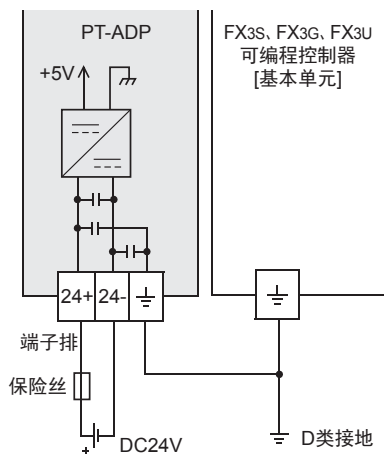 PT-ADP
FX3S、FX3G、FX3U
可编程控制器
[基本单元]
+5V
24+
24-
端子排
保险丝
+
DC24V
D类接地